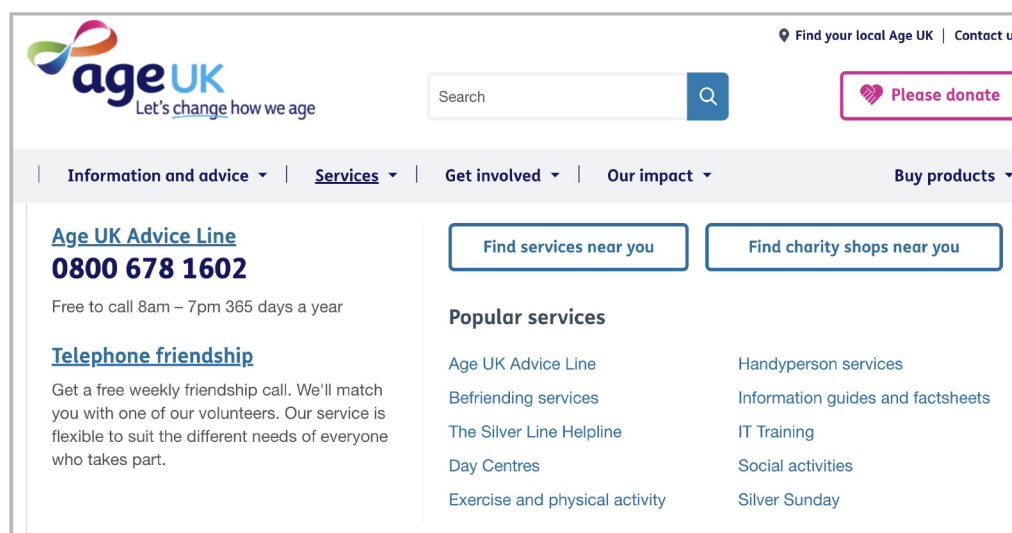 Find your local Age UK | Contact
age UK
Let's change how we age
Search
Please donate
Information and advice
Services
Get involved
Our impact
Buy products
Age UK Advice Line
0800 678 1602
Free to call 8am – 7pm 365 days a year
Telephone friendship
Get a free weekly friendship call. We'll match
you with one of our volunteers. Our service is
flexible to suit the different needs of everyone
who takes part.
Find services near you
Find charity shops near you
Popular services
Age UK Advice Line
Befriending services
The Silver Line Helpline
Day Centres
Exercise and physical activity
Handyperson services
Information guides and factsheets
IT Training
Social activities
Silver Sunday